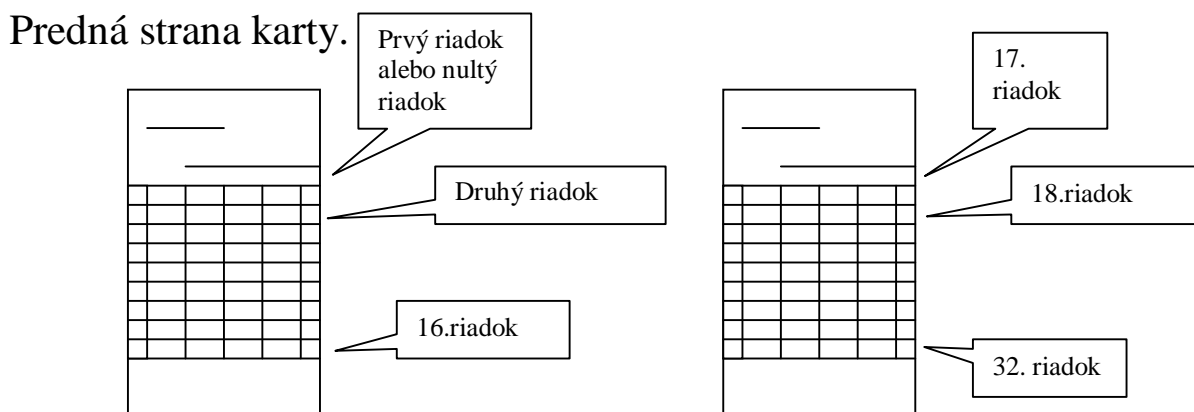 Predná strana karty.
Prvý riadok
alebo nultý
riadok
17.
riadok
Druhý riadok
18.riadok
16.riadok
32. riadok